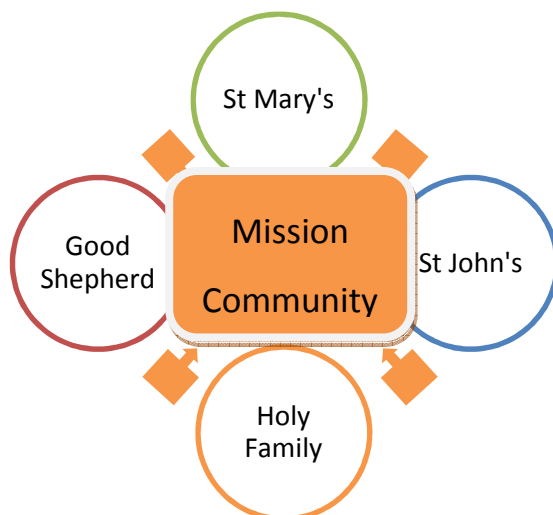 St Mary's
Good
Shepherd
Mission
Community
St John's
Holy
Family